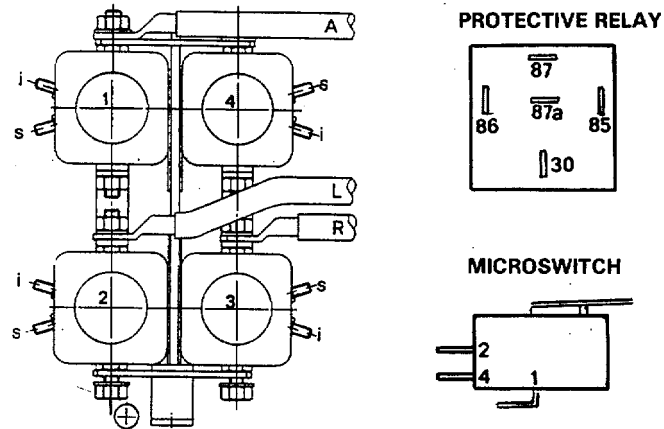 A
PROTECTIVE RELAY
j
1
4
s
87
s
i
86
87a
85
30
L
R
MICROSWITCH
i
2
3
s
s
i
2
4
1
+